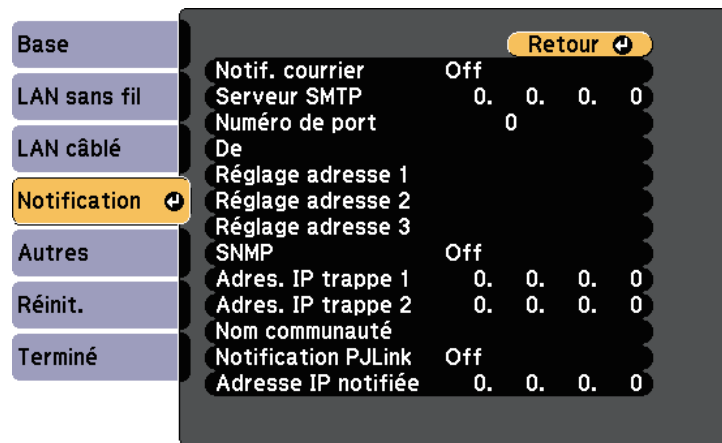 Base
LAN sans fil
LAN câblé
Notification
Autres
Réinit.
Terminé
Retour
Notif. courrier Off
Serveur SMTP 0. 0. 0. 0
Numéro de port 0
De
Réglage adresse 1
Réglage adresse 2
Réglage adresse 3
SNMP Off
Adres. IP trappe 1 0. 0. 0. 0
Adres. IP trappe 2 0. 0. 0. 0
Nom communauté
Notification PJLink Off
Adresse IP notifiée 0. 0. 0. 0